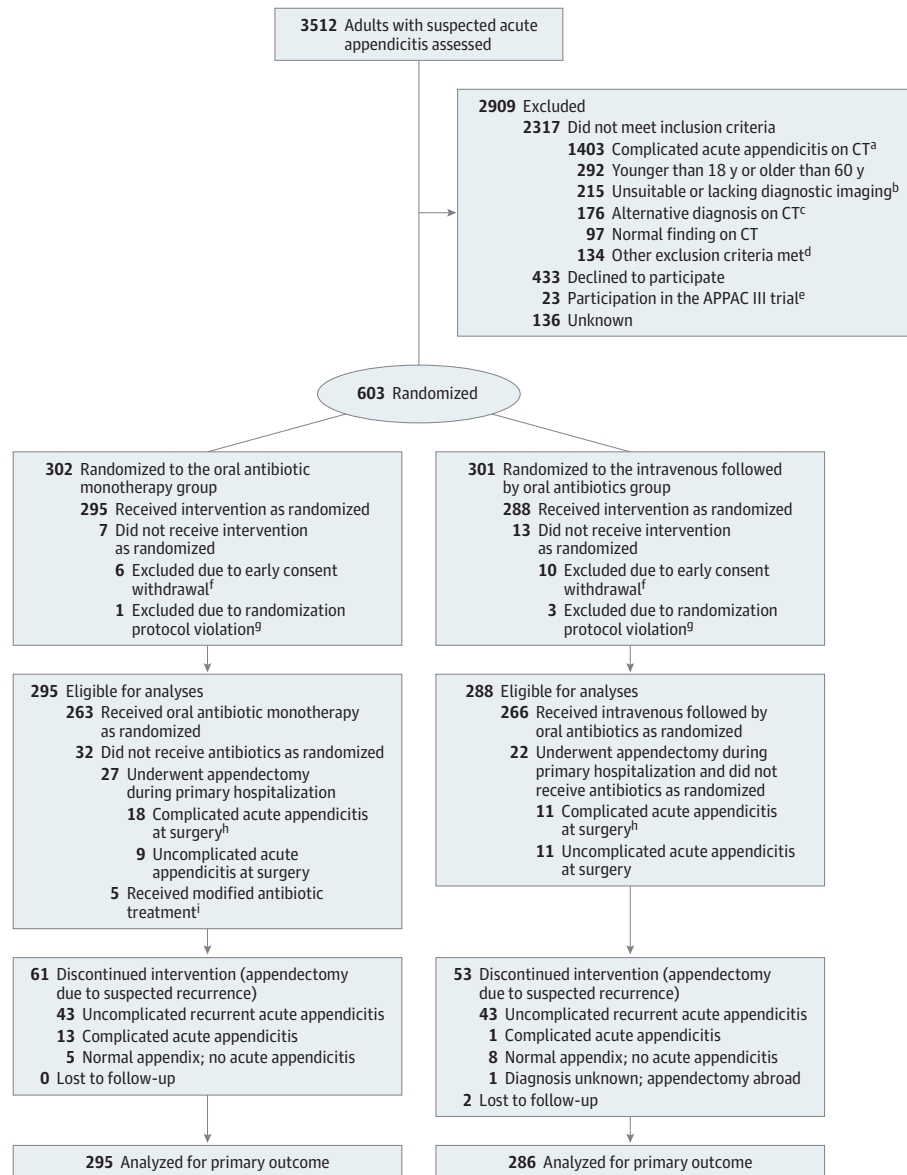 3512 Adults with suspected acute
appendicitis assessed
2909 Excluded
2317 Did not meet inclusion criteria
1403 Complicated acute appendicitis on CTa
292 Younger than 18 y or older than 60 y
215 Unsuitable or lacking diagnostic imagingb
176 Alternative diagnosis on CTc
97 Normal finding on CT
134 Other exclusion criteria metd
433 Declined to participate
23 Participation in the APPAC III triale
136 Unknown
603 Randomized
302 Randomized to the oral antibiotic
monotherapy group
295 Received intervention as randomized
7 Did not receive intervention
as randomized
6 Excluded due to early consent
withdrawalf
1 Excluded due to randomization
protocol violationg
301 Randomized to the intravenous followed
by oral antibiotics group
288 Received intervention as randomized
13 Did not receive intervention
as randomized
10 Excluded due to early consent
withdrawalf
3 Excluded due to randomization
protocol violationg
295 Eligible for analyses
263 Received oral antibiotic monotherapy
as randomized
32 Did not receive antibiotics as randomized
27 Underwent appendectomy
during primary hospitalization
18 Complicated acute appendicitis
at surgeryh
9 Uncomplicated acute
appendicitis at surgery
5 Received modified antibiotic
treatmenti
288 Eligible for analyses
266 Received intravenous followed by
oral antibiotics as randomized
22 Underwent appendectomy during
primary hospitalization and did not
receive antibiotics as randomized
11 Complicated acute appendicitis
at surgeryh
11 Uncomplicated acute appendicitis
at surgery
61 Discontinued intervention (appendectomy
due to suspected recurrence)
43 Uncomplicated recurrent acute appendicitis
13 Complicated acute appendicitis
5 Normal appendix; no acute appendicitis
0 Lost to follow-up
53 Discontinued intervention (appendectomy
due to suspected recurrence)
43 Uncomplicated recurrent acute appendicitis
1 Complicated acute appendicitis
8 Normal appendix; no acute appendicitis
1 Diagnosis unknown; appendectomy abroad
2 Lost to follow-up
295 Analyzed for primary outcome
286 Analyzed for primary outcome